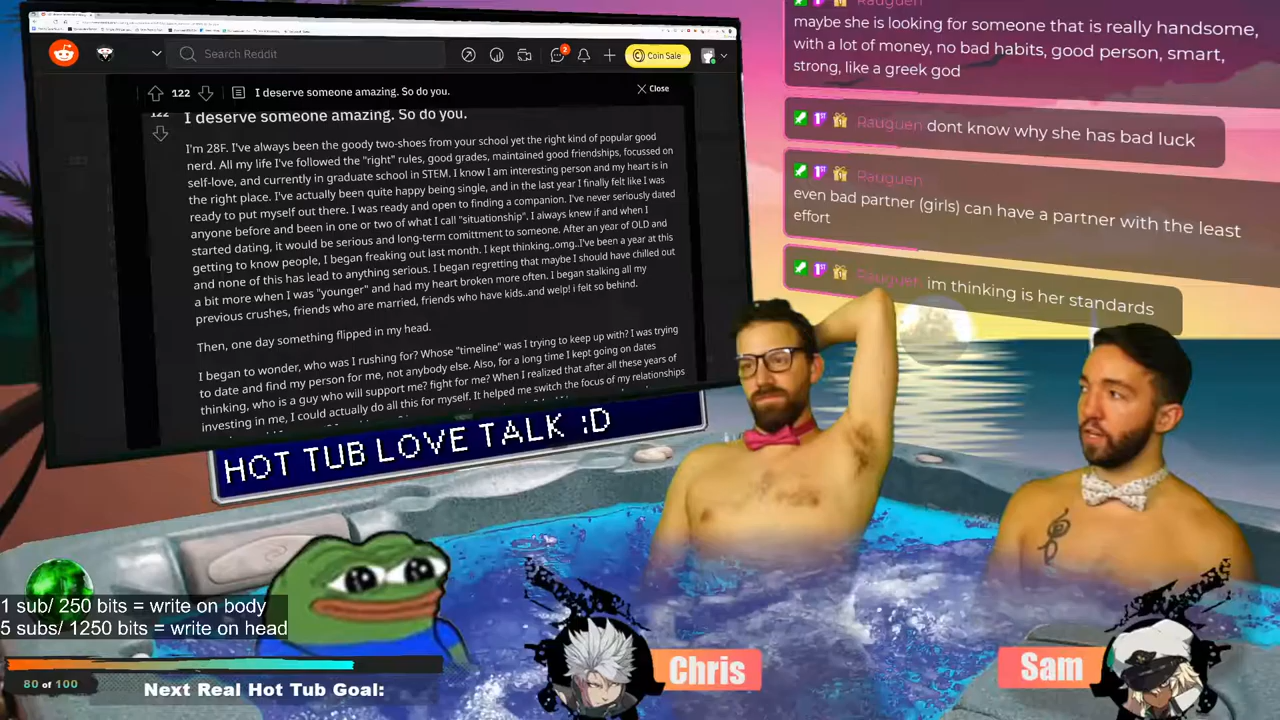 Search Reddit
2
Coin Sale
122
I deserve someone amazing. So do you.
Close
I deserve someone amazing. So do you.
I'm 28F. I've always been the goody two-shoes from your school yet the right kind of popular good
nerd. All my life I've followed the "right" rules, good grades, maintained good friendships, focussed on
self-love, and currently in graduate school in STEM. I know I am interesting person and my heart is in
the right place. I've actually been quite happy being single, and in the last year I finally felt like I was
ready to put myself out there. I was ready and open to finding a companion. I've never seriously dated
anyone before and been in one or two of what I call "situationship". I always knew if and when I
started dating, it would be serious and long-term comittment to someone. After an year of OLD and
getting to know people, I began freaking out last month. I kept thinking..omg..I've been a year at this
and none of this has lead to anything serious. I began regretting that maybe I should have chilled out
a bit more when I was "younger" and had my heart broken more often. I began stalking all my
previous crushes, friends who are married, friends who have kids..and welp! i felt so behind.
Then, one day something flipped in my head.
I began to wonder, who was I rushing for? Whose "timeline" was I trying to keep up with? I was trying
to date and find my person for me, not anybody else. Also, for a long time I kept going on dates
thinking, who is a guy who will support me? fight for me? When I realized that after all these years of
investing in me, I could actually do all this for myself. It helped me switch the focus of my relationships
HOT TUB LOVE TALK :D
Rauguen
maybe she is looking for someone that is really handsome,
with a lot of money, no bad habits, good person, smart,
strong, like a greek god
Rauguen dont know why she has bad luck
Rauguen
even bad partner (girls) can have a partner with the least
effort
Rauguen im thinking is her standards
1 sub/ 250 bits = write on body
5 subs/ 1250 bits = write on head
80 of 100
Next Real Hot Tub Goal:
Chris
Sam